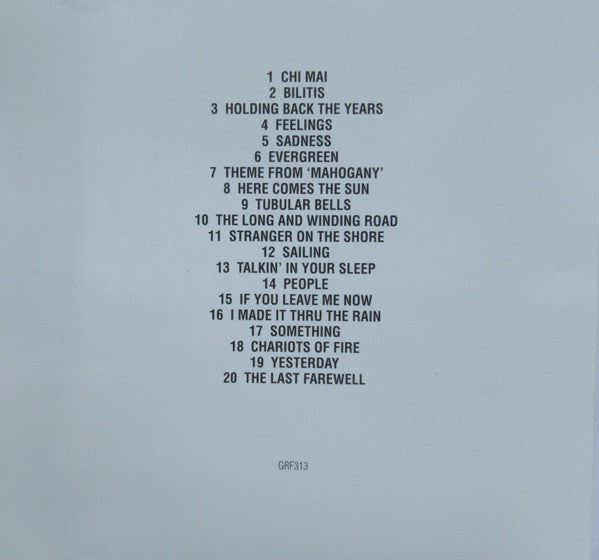 1 CHI MAI
2 BILITIS
3 HOLDING BACK THE YEARS
4 FEELINGS
5 SADNESS
6 EVERGREEN
7 THEME FROM ‘MAHOGANY’
8 HERE COMES THE SUN
9 TUBULAR BELLS
10 THE LONG AND WINDING ROAD
11 STRANGER ON THE SHORE
12 SAILING
13 TALKIN’ IN YOUR SLEEP
14 PEOPLE
15 IF YOU LEAVE ME NOW
16 I MADE IT THRU THE RAIN
17 SOMETHING
18 CHARIOTS OF FIRE
19 YESTERDAY
20 THE LAST FAREWELL
GRF313